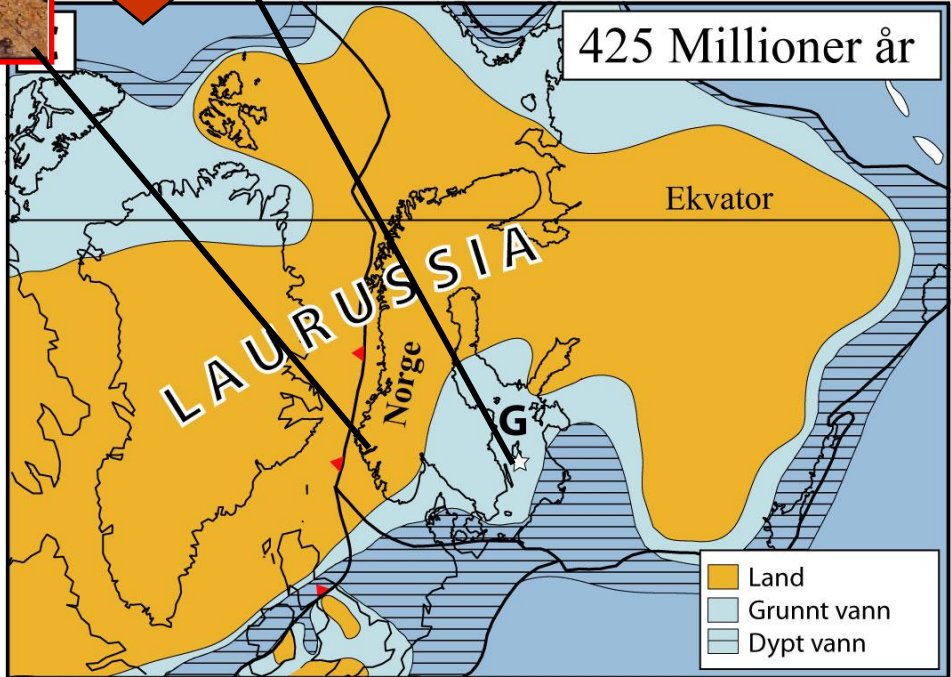 425 Millioner år
Ekvator
LAURUSSIA
Norge
G
Land
Grunnt vann
Dypt vann